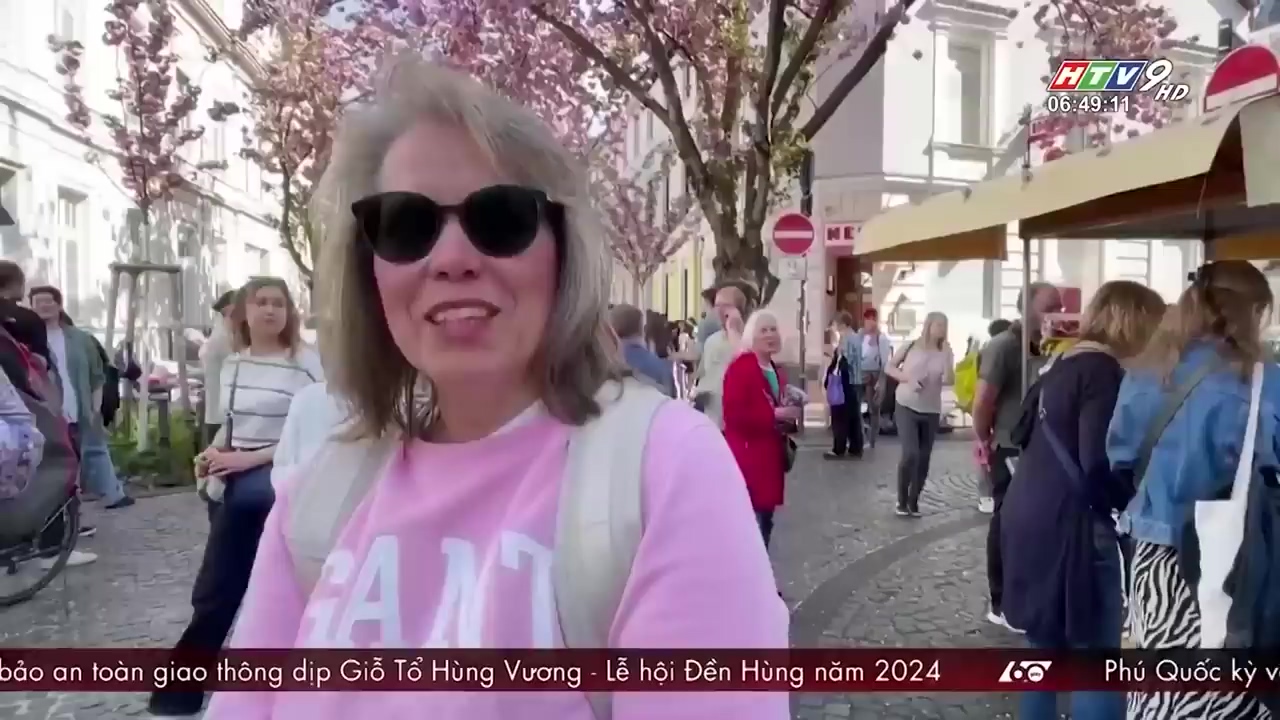 HTV9 HD
06:49:11
GANT
bảo an toàn giao thông dịp Giỗ Tổ Hùng Vương - Lễ hội Đền Hùng năm 2024 60 Phú Quốc kỳ